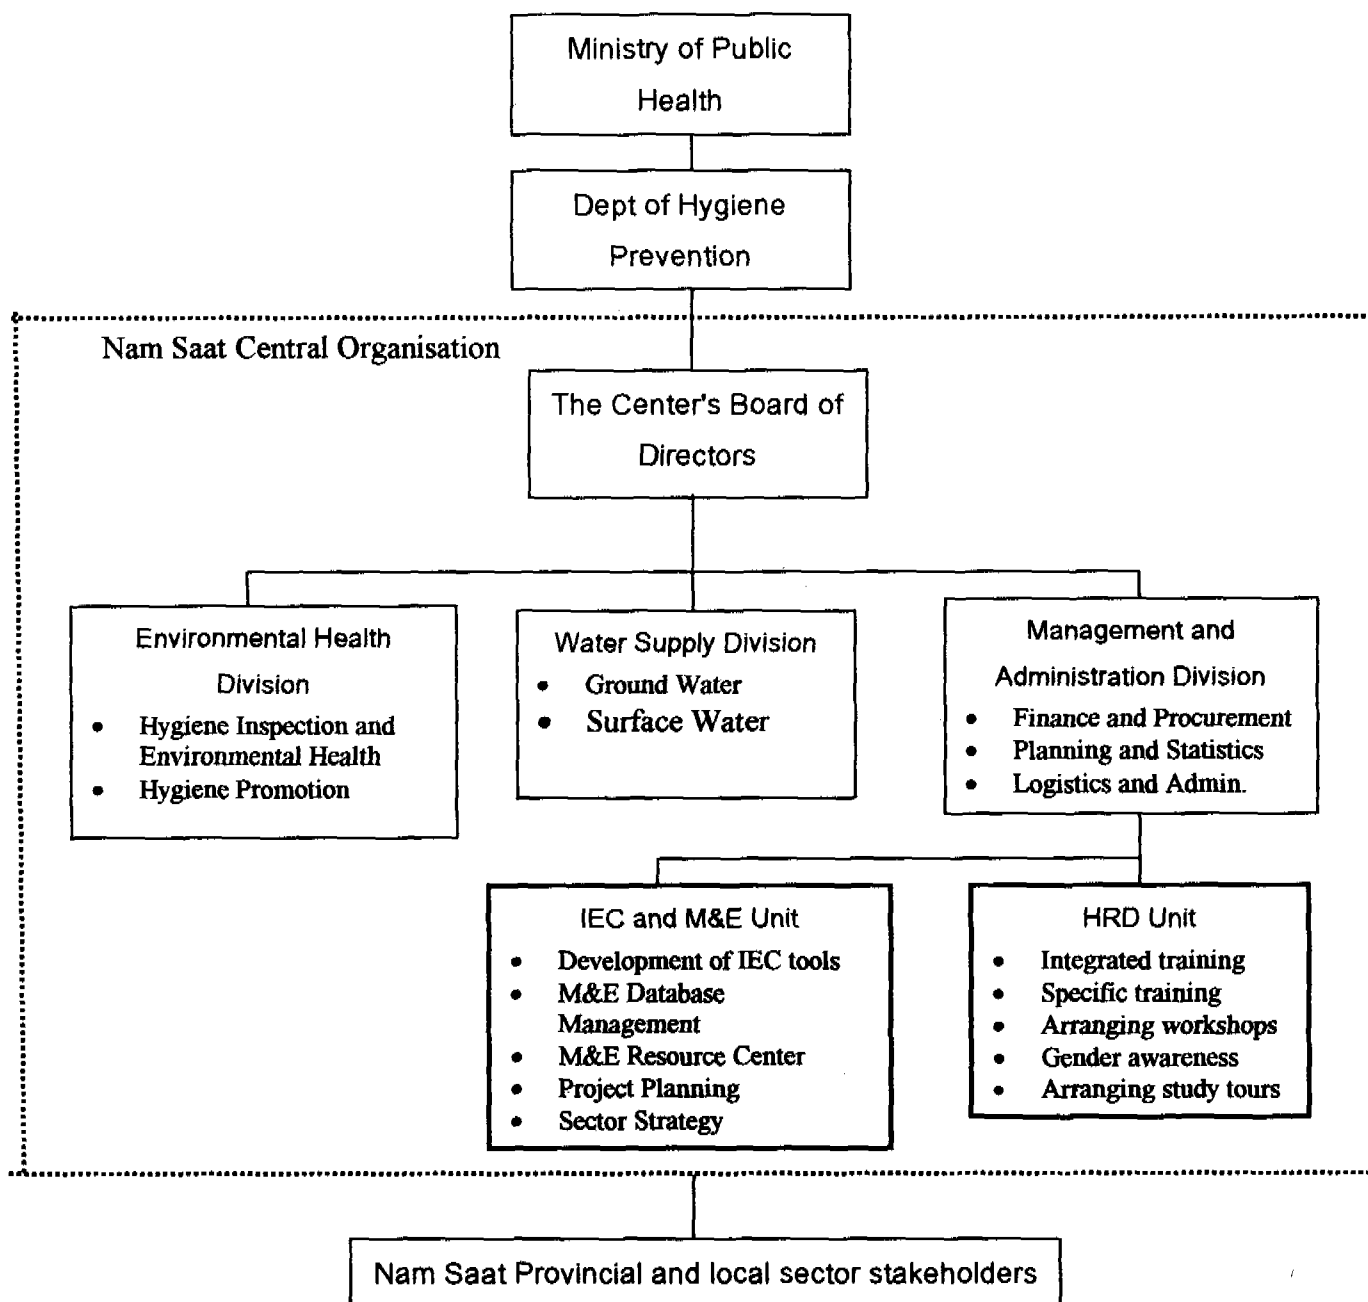 Ministry of Public
Health
Dept of Hygiene
Prevention
Nam Saat Central Organisation
The Center's Board of
Directors
Environmental Health
Division
• Hygiene Inspection and
Environmental Health
• Hygiene Promotion
Water Supply Division
• Ground Water
• Surface Water
Management and
Administration Division
• Finance and Procurement
• Planning and Statistics
• Logistics and Admin.
IEC and M&E Unit
• Development of IEC tools
• M&E Database
Management
• M&E Resource Center
• Project Planning
• Sector Strategy
HRD Unit
• Integrated training
• Specific training
• Arranging workshops
• Gender awareness
• Arranging study tours
Nam Saat Provincial and local sector stakeholders